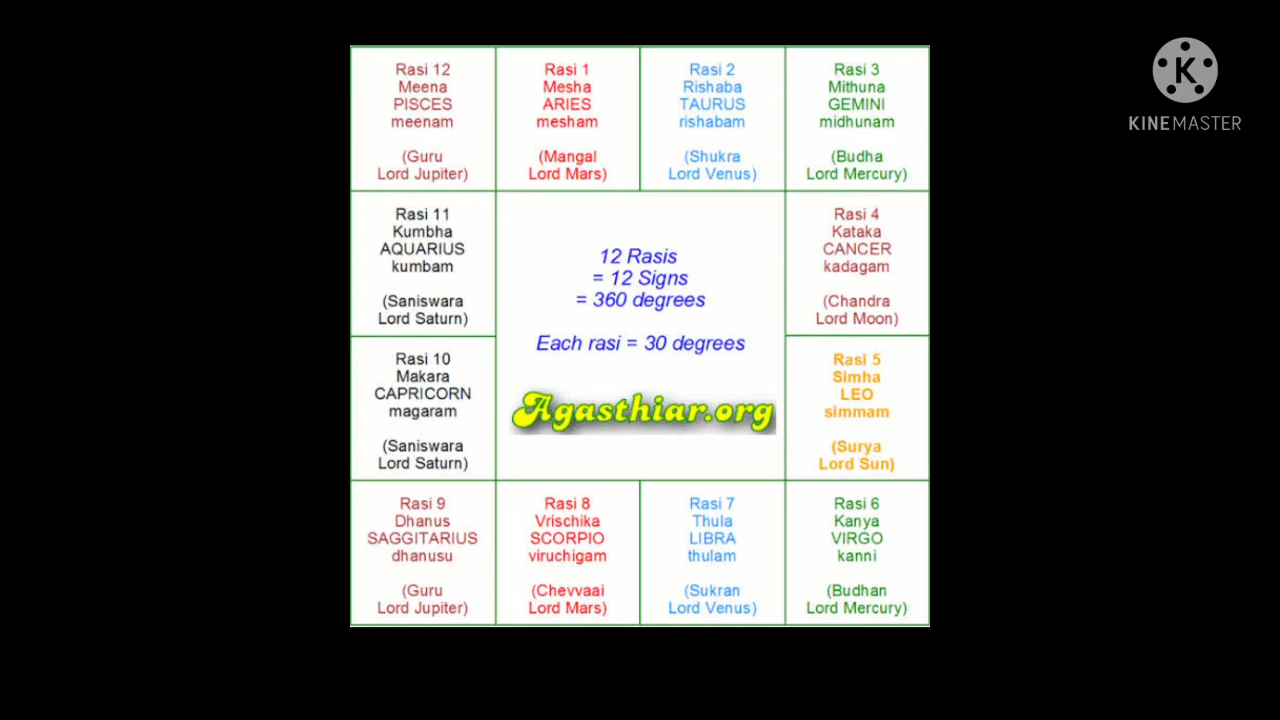 Rasi 12
Meena
PISCES
meenam
(Guru
Lord Jupiter)
Rasi 1
Mesha
ARIES
mesham
(Mangal
Lord Mars)
Rasi 2
Rishaba
TAURUS
rishabam
(Shukra
Lord Venus)
Rasi 3
Mithuna
GEMINI
midhunam
(Budha
Lord Mercury)
K
KINEMASTER
Rasi 11
Kumbha
AQUARIUS
kumbam
(Saniswara
Lord Saturn)
12 Rasis
= 12 Signs
= 360 degrees
Each rasi = 30 degrees
Agasthiar.org
Rasi 4
Kataka
CANCER
kadagam
(Chandra
Lord Moon)
Rasi 10
Makara
CAPRICORN
magaram
(Saniswara
Lord Saturn)
Rasi 5
Simha
LEO
simmam
(Surya
Lord Sun)
Rasi 9
Dhanus
SAGGITARIUS
dhanusu
(Guru
Lord Jupiter)
Rasi 8
Vrischika
SCORPIO
viruchigam
(Chevvaai
Lord Mars)
Rasi 7
Thula
LIBRA
thulam
(Sukran
Lord Venus)
Rasi 6
Kanya
VIRGO
kanni
(Budhan
Lord Mercury)